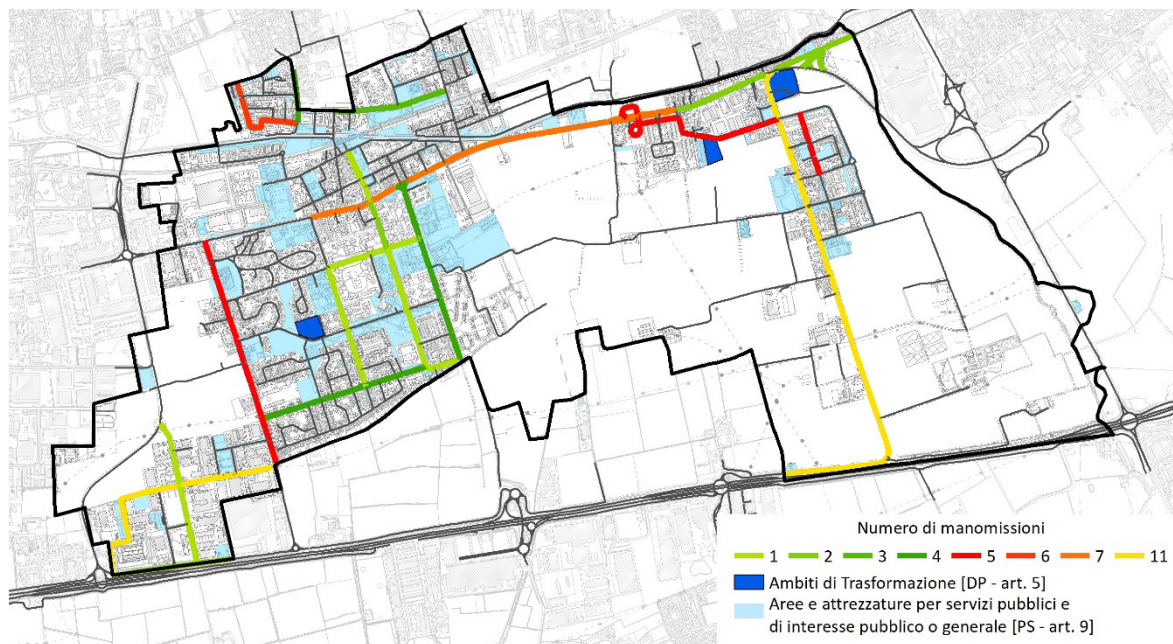 Numero di manomissioni
1 2 3 4 5 6 7 11
Ambiti di Trasformazione [DP - art. 5]
Aree e attrezzature per servizi pubblici e
di interesse pubblico o generale [PS - art. 9]